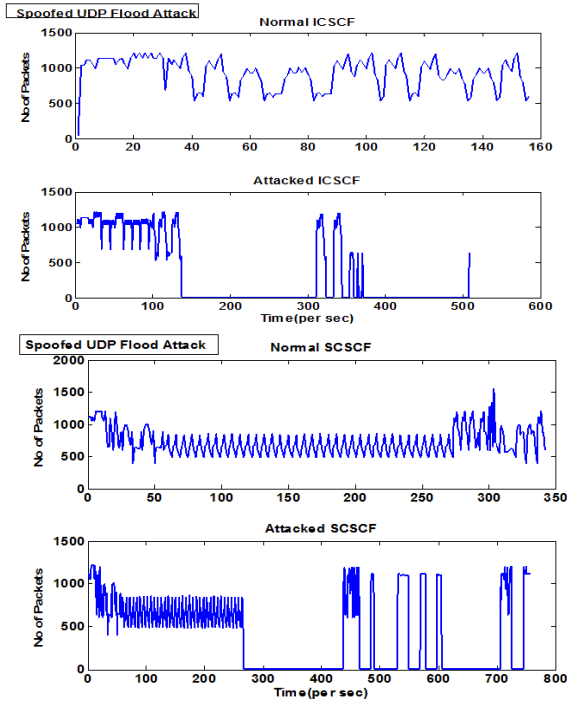 Spoofed UDP Flood Attack
Normal ICSCF
No of Packets
1500
1000
500
0
0 20 40 60 80 100 120 140 160
Attacked ICSCF
No of Packets
1500
1000
500
0
0 100 200 300 400 500 600
Time(per sec)
Spoofed UDP Flood Attack
Normal SCSCF
No of Packets
2000
1500
1000
500
0
0 50 100 150 200 250 300 350
Attacked SCSCF
No of Packets
1500
1000
500
0
0 100 200 300 400 500 600 700 800
Time(per sec)